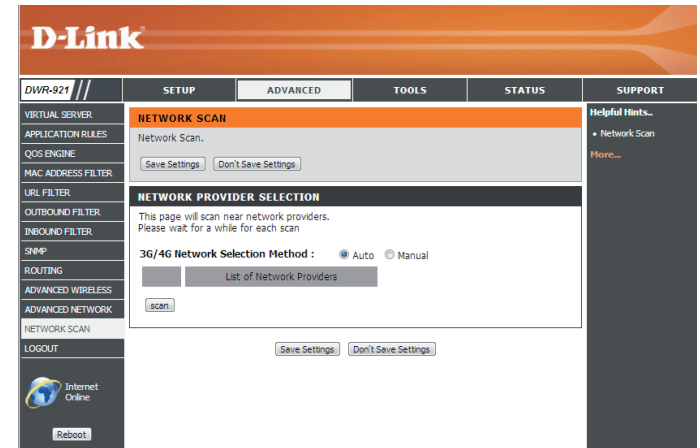 D-Link
DWR-921
SETUP
ADVANCED
TOOLS
STATUS
SUPPORT
VIRTUAL SERVER
APPLICATION RULES
QOS ENGINE
MAC ADDRESS FILTER
URL FILTER
OUTBOUND FILTER
INBOUND FILTER
SNMP
ROUTING
ADVANCED WIRELESS
ADVANCED NETWORK
NETWORK SCAN
LOGOUT
Internet
Online
Reboot
NETWORK SCAN
Network Scan.
Save Settings Don't Save Settings
NETWORK PROVIDER SELECTION
This page will scan near network providers.
Please wait for a while for each scan
3G/4G Network Selection Method : Auto Manual
List of Network Providers
scan
Save Settings Don't Save Settings
Helpful Hints..
• Network Scan
More...